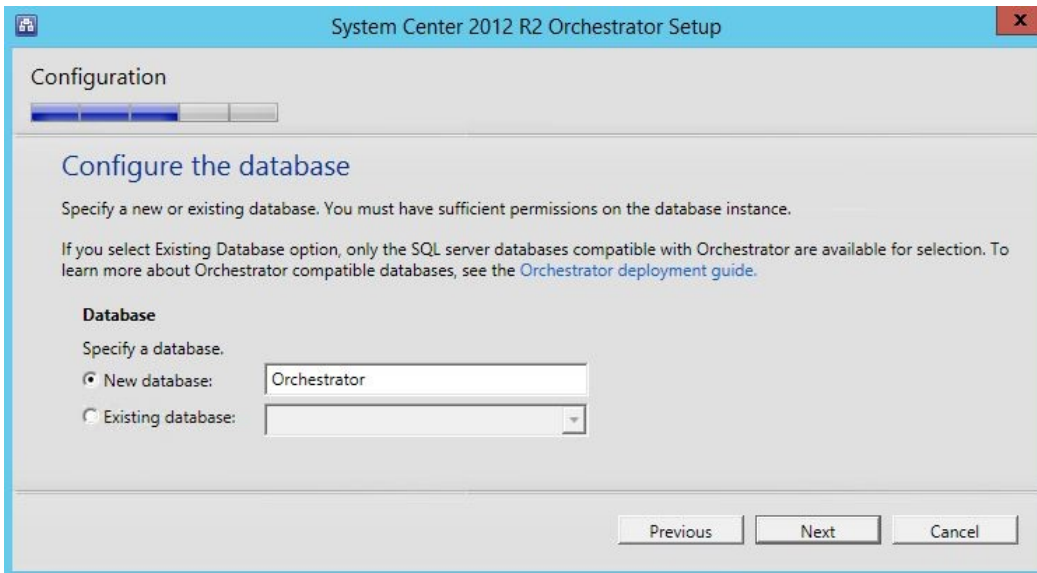 System Center 2012 R2 Orchestrator Setup
x
Configuration
Configure the database
Specify a new or existing database. You must have sufficient permissions on the database instance.
If you select Existing Database option, only the SQL server databases compatible with Orchestrator are available for selection. To
learn more about Orchestrator compatible databases, see the Orchestrator deployment guide.
Database
Specify a database.
New database: Orchestrator
Existing database:
Previous Next Cancel